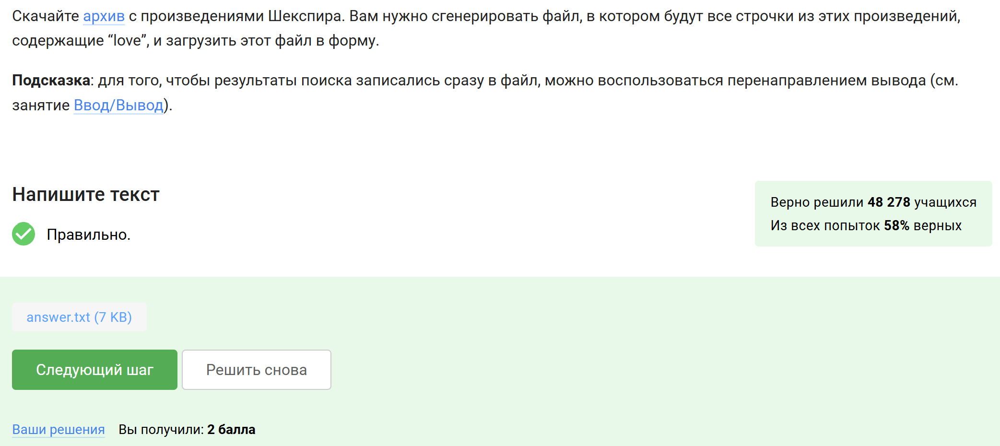 Скачайте архив с произведениями Шекспира. Вам нужно сгенерировать файл, в котором будут все строчки из этих произведений,
содержащие “love”, и загрузить этот файл в форму.
Подсказка: для того, чтобы результаты поиска записались сразу в файл, можно воспользоваться перенаправлением вывода (см.
занятие Ввод/Вывод).
Напишите текст
Верно решили 48 278 учащихся
Из всех попыток 58% верных
Правильно.
answer.txt (7 KB)
Следующий шаг
Решить снова
Ваши решения Вы получили: 2 балла